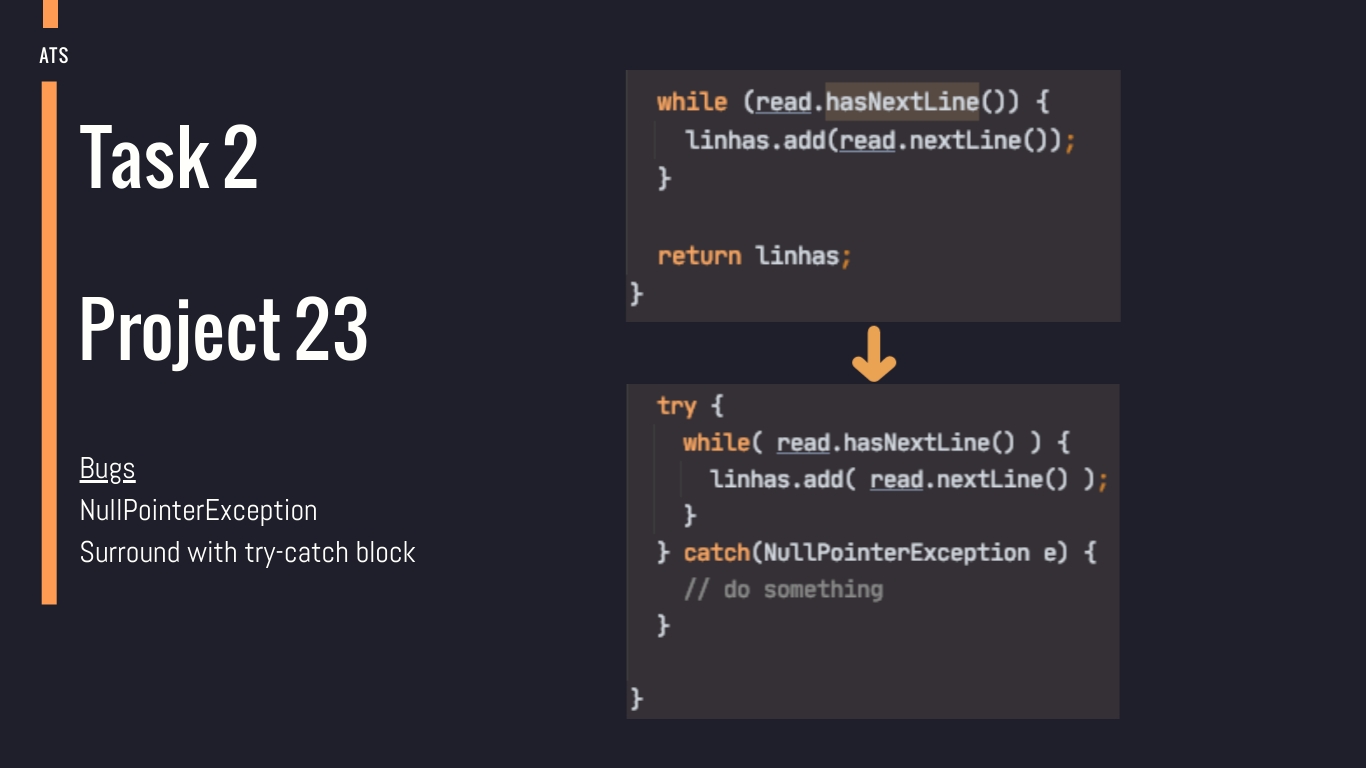 ATS
Task 2
Project 23
Bugs
NullPointerException
Surround with try-catch block
while (read.hasNextLine()) {
linhas.add(read.nextLine());
}
return linhas;
}
try {
while( read.hasNextLine() ) {
linhas.add( read.nextLine() );
}
} catch(NullPointerException e) {
// do something
}
}